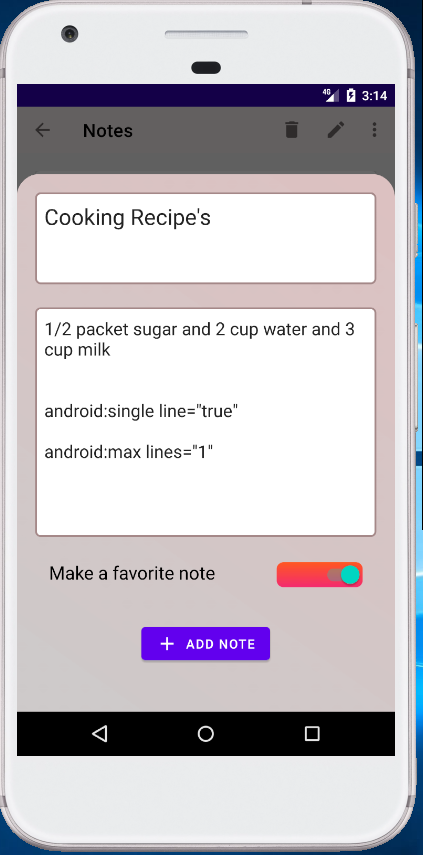 4G 3:14
Notes
Cooking Recipe's
1/2 packet sugar and 2 cup water and 3
cup milk
android:single line="true"
android:max lines="1"
Make a favorite note
ADD NOTE